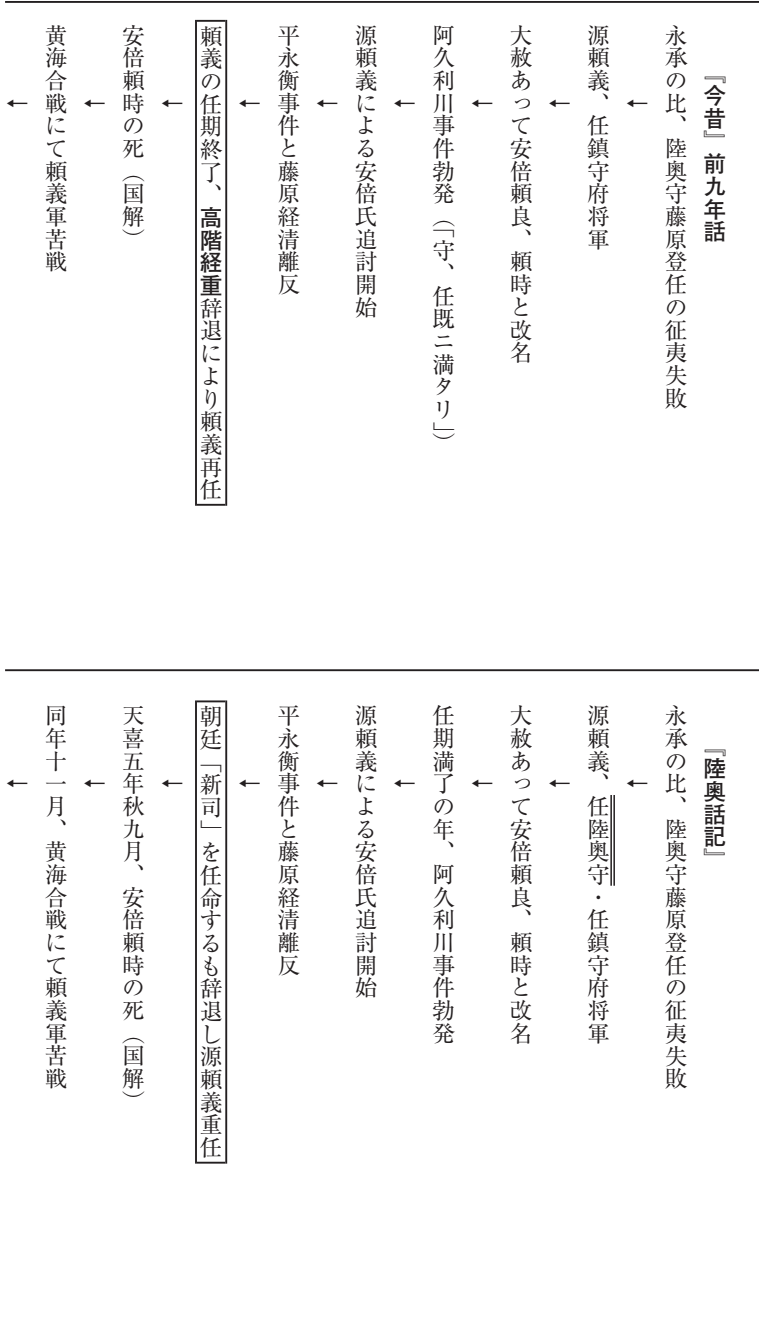 『今昔』前九年話
永承の比、陸奥守藤原登任の征夷失敗
←
源頼義、任鎮守府将軍
←
大赦あって安倍頼良、頼時と改名
←
阿久利川事件勃発（「守、任既ニ満タリ」）
←
源頼義による安倍氏追討開始
←
平永衡事件と藤原経清離反
←
頼義の任期終了、高階経重辞退により頼義再任
←
安倍頼時の死（国解）
←
黄海合戦にて頼義軍苦戦
←
『陸奥話記』
永承の比、陸奥守藤原登任の征夷失敗
←
源頼義、任陸奥守・任鎮守府将軍
←
大赦あって安倍頼良、頼時と改名
←
任期満了の年、阿久利川事件勃発
←
源頼義による安倍氏追討開始
←
平永衡事件と藤原経清離反
←
朝廷「新司」を任命するも辞退し源頼義重任
←
天喜五年秋九月、安倍頼時の死（国解）
←
同年十一月、黄海合戦にて頼義軍苦戦
←